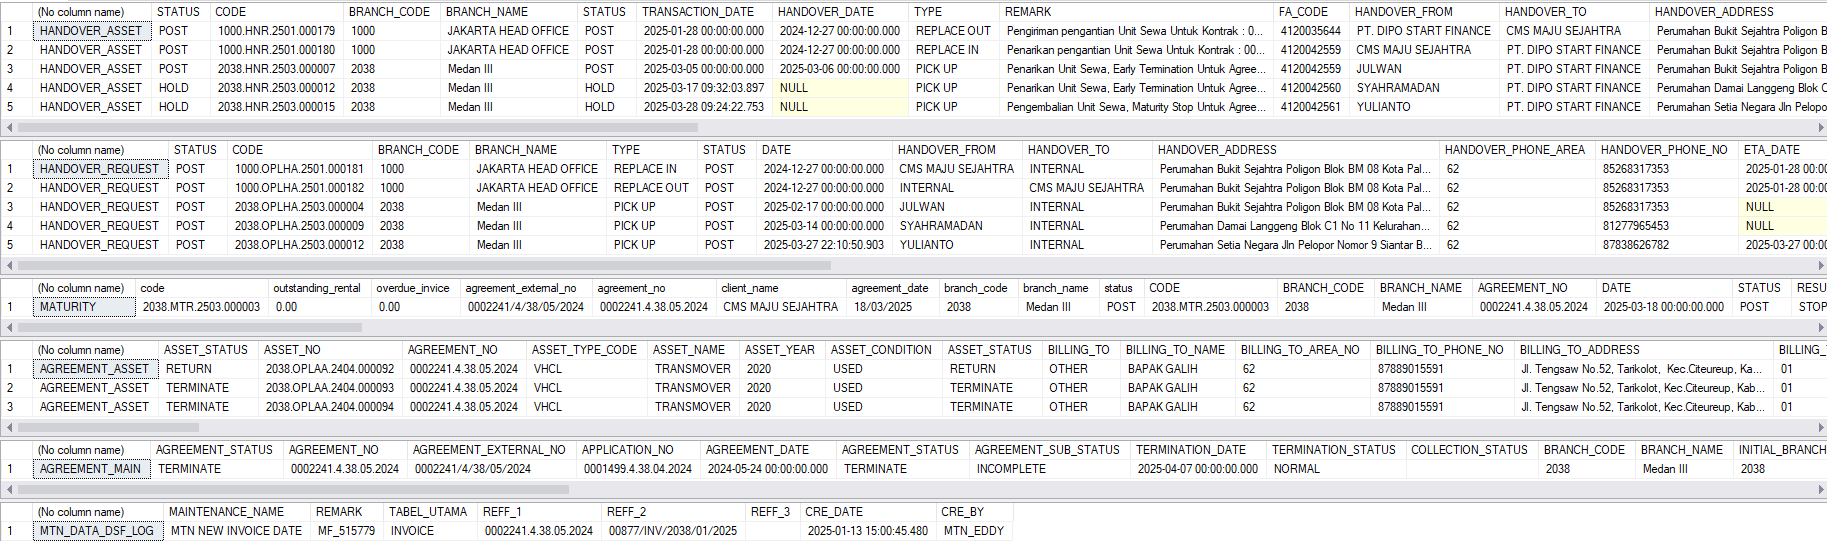 (No column name) STATUS CODE BRANCH_CODE BRANCH_NAME STATUS TRANSACTION_DATE HANDOVER_DATE TYPE REMARK FA_CODE HANDOVER_FROM HANDOVER_TO HANDOVER_ADDRESS
1 HANDOVER_ASSET POST 1000.HNR.2501.000179 1000 JAKARTA HEAD OFFICE POST 2025-01-28 00:00:00.000 2024-12-27 00:00:00.000 REPLACE OUT Pengiriman pengantian Unit Sewa Untuk Kontrak : 00... 4120035644 PT. DIPO START FINANCE CMS MAJU SEJAHTRA Perumahan Bukit Sejahtra Poligon B
2 HANDOVER_ASSET POST 1000.HNR.2501.000180 1000 JAKARTA HEAD OFFICE POST 2025-01-28 00:00:00.000 2024-12-27 00:00:00.000 REPLACE IN Penarikan pengantian Unit Sewa Untuk Kontrak : 00... 4120042559 CMS MAJU SEJAHTRA PT. DIPO START FINANCE Perumahan Bukit Sejahtra Poligon B
3 HANDOVER_ASSET POST 2038.HNR.2503.000007 2038 Medan III POST 2025-03-05 00:00:00.000 2025-03-06 00:00:00.000 PICK UP Penarikan Unit Sewa, Early Termination Untuk Agree... 4120042559 JULWAN PT. DIPO START FINANCE Perumahan Bukit Sejahtra Poligon B
4 HANDOVER_ASSET HOLD 2038.HNR.2503.000012 2038 Medan III HOLD 2025-03-17 09:32:03.897 NULL PICK UP Penarikan Unit Sewa, Early Termination Untuk Agree... 4120042560 SYAHRAMADAN PT. DIPO START FINANCE Perumahan Damai Langgeng Blok C
5 HANDOVER_ASSET HOLD 2038.HNR.2503.000015 2038 Medan III HOLD 2025-03-28 09:24:22.753 NULL PICK UP Pengembalian Unit Sewa, Maturity Stop Untuk Agree... 4120042561 YULIANTO PT. DIPO START FINANCE Perumahan Setia Negara Jln Pelopo
(No column name) STATUS CODE BRANCH_CODE BRANCH_NAME TYPE STATUS DATE HANDOVER_FROM HANDOVER_TO HANDOVER_ADDRESS HANDOVER_PHONE_AREA HANDOVER_PHONE_NO ETA_DATE
1 HANDOVER_REQUEST POST 1000.OPLHA.2501.000181 1000 JAKARTA HEAD OFFICE REPLACE IN POST 2024-12-27 00:00:00.000 CMS MAJU SEJAHTRA INTERNAL Perumahan Bukit Sejahtra Poligon Blok BM 08 Kota Pal... 62 85268317353 2025-01-28 00:00
2 HANDOVER_REQUEST POST 1000.OPLHA.2501.000182 1000 JAKARTA HEAD OFFICE REPLACE OUT POST 2024-12-27 00:00:00.000 INTERNAL CMS MAJU SEJAHTRA Perumahan Bukit Sejahtra Poligon Blok BM 08 Kota Pal... 62 85268317353 2025-01-28 00:00
3 HANDOVER_REQUEST POST 2038.OPLHA.2503.000004 2038 Medan III PICK UP POST 2025-02-17 00:00:00.000 JULWAN INTERNAL Perumahan Bukit Sejahtra Poligon Blok BM 08 Kota Pal... 62 85268317353 NULL
4 HANDOVER_REQUEST POST 2038.OPLHA.2503.000009 2038 Medan III PICK UP POST 2025-03-14 00:00:00.000 SYAHRAMADAN INTERNAL Perumahan Damai Langgeng Blok C1 No 11 Kelurahan... 62 81277965453 NULL
5 HANDOVER_REQUEST POST 2038.OPLHA.2503.000012 2038 Medan III PICK UP POST 2025-03-27 22:10:50.903 YULIANTO INTERNAL Perumahan Setia Negara Jln Pelopor Nomor 9 Siantar B... 62 87838626782 2025-03-27 00:00
(No column name) code outstanding_rental overdue_invice agreement_external_no agreement_no client_name agreement_date branch_code branch_name status CODE BRANCH_CODE BRANCH_NAME AGREEMENT_NO DATE STATUS RESU
1 MATURITY 2038.MTR.2503.000003 0.00 0.00 0002241/4/38/05/2024 0002241.4.38.05.2024 CMS MAJU SEJAHTRA 18/03/2025 2038 Medan III POST 2038.MTR.2503.000003 2038 Medan III 0002241.4.38.05.2024 2025-03-18 00:00:00.000 POST STOP
(No column name) ASSET_STATUS ASSET_NO AGREEMENT_NO ASSET_TYPE_CODE ASSET_NAME ASSET_YEAR ASSET_CONDITION ASSET_STATUS BILLING_TO BILLING_TO_NAME BILLING_TO_AREA_NO BILLING_TO_PHONE_NO BILLING_TO_ADDRESS BILLING_
1 AGREEMENT_ASSET RETURN 2038.OPLAA.2404.000092 0002241.4.38.05.2024 VHCL TRANSMOVER 2020 USED RETURN OTHER BAPAK GALIH 62 87889015591 Jl. Tengsaw No.52, Tarikolot, Kec.Citeureup, Ka... 01
2 AGREEMENT_ASSET TERMINATE 2038.OPLAA.2404.000093 0002241.4.38.05.2024 VHCL TRANSMOVER 2020 USED TERMINATE OTHER BAPAK GALIH 62 87889015591 Jl. Tengsaw No.52, Tarikolot, Kec.Citeureup, Kab... 01
3 AGREEMENT_ASSET TERMINATE 2038.OPLAA.2404.000094 0002241.4.38.05.2024 VHCL TRANSMOVER 2020 USED TERMINATE OTHER BAPAK GALIH 62 87889015591 Jl. Tengsaw No.52, Tarikolot, Kec.Citeureup, Kab... 01
(No column name) AGREEMENT_STATUS AGREEMENT_NO AGREEMENT_EXTERNAL_NO APPLICATION_NO AGREEMENT_DATE AGREEMENT_STATUS AGREEMENT_SUB_STATUS TERMINATION_DATE TERMINATION_STATUS COLLECTION_STATUS BRANCH_CODE BRANCH_NAME INITIAL_BRANCH
1 AGREEMENT_MAIN TERMINATE 0002241.4.38.05.2024 0002241/4/38/05/2024 0001499.4.38.04.2024 2024-05-24 00:00:00.000 TERMINATE INCOMPLETE 2025-04-07 00:00:00.000 NORMAL 2038 Medan III 2038
(No column name) MAINTENANCE_NAME REMARK TABEL_UTAMA REFF_1 REFF_2 REFF_3 CRE_DATE CRE_BY
1 MTN_DATA_DSF_LOG MTN NEW INVOICE DATE MF_515779 INVOICE 0002241.4.38.05.2024 00877/INV/2038/01/2025 2025-01-13 15:00:45.480 MTN_EDDY